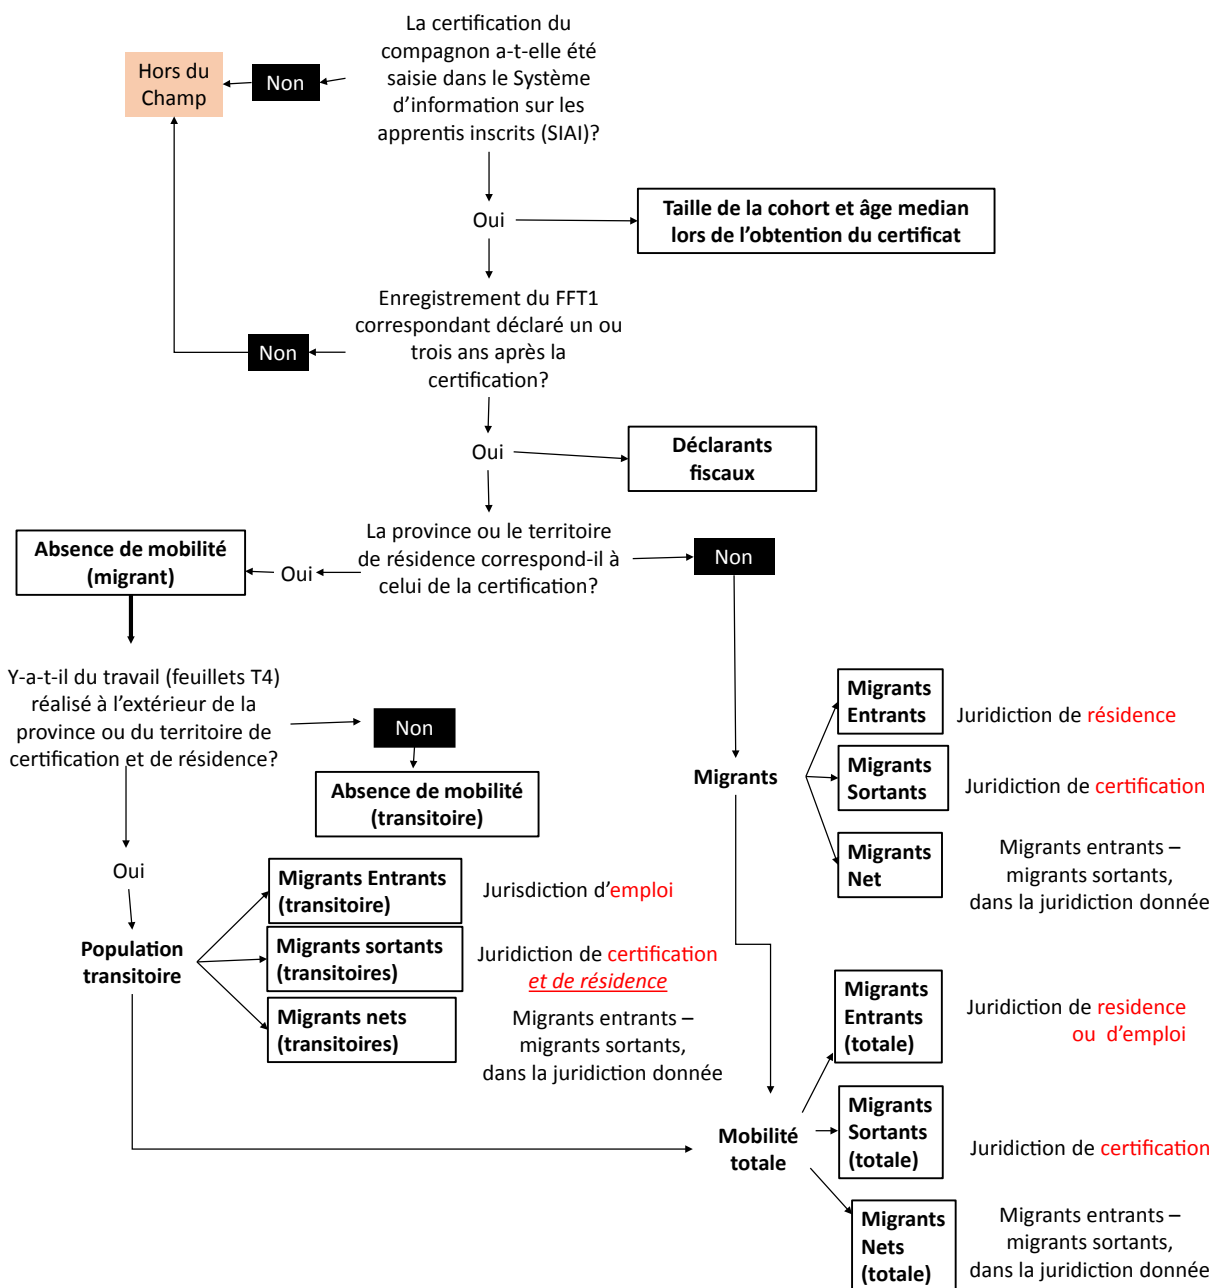 La certification du
compagnon a-t-elle été
saisie dans le Système
d'information sur les
apprentis inscrits (SIAI)?
Non
Hors du
Champ
Oui
Taille de la cohort et âge median
lors de l'obtention du certificat
Enregistrement du FFT1
correspondant déclaré un ou
trois ans après la
certification?
Non
Oui
Déclarants
fiscaux
La province ou le territoire
de résidence correspond-il à
celui de la certification?
Non
Oui
Absence de mobilité
(migrant)
Y-a-t-il du travail (feuillets T4)
réalisé à l'extérieur de la
province ou du territoire de
certification et de résidence?
Non
Absence de mobilité
(transitoire)
Migrants
Migrants
Entrants
Juridiction de résidence
Migrants
Sortants
Juridiction de certification
Migrants
Net
Migrants entrants –
migrants sortants,
dans la juridiction donnée
Oui
Population
transitoire
Migrants Entrants
(transitoire)
Jurisdiction d'emploi
Migrants sortants
(transitoires)
Juridiction de certification
et de résidence
Migrants nets
(transitoires)
Migrants entrants –
migrants sortants,
dans la juridiction donnée
Mobilité
totale
Migrants
Entrants
(totale)
Juridiction de residence
ou d'emploi
Migrants
Sortants
(totale)
Juridiction de certification
Migrants
Nets
(totale)
Migrants entrants –
migrants sortants,
dans la juridiction donnée